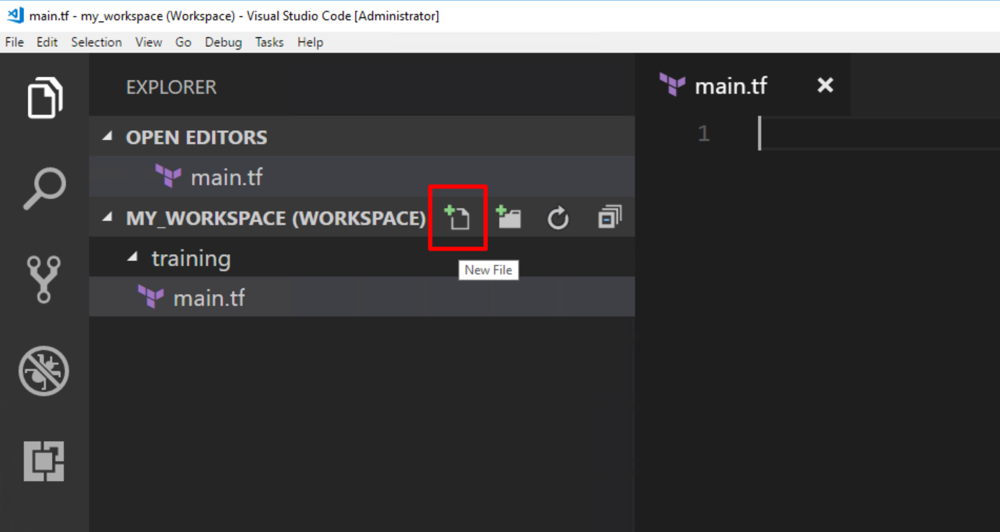 main.tf - my_workspace (Workspace) - Visual Studio Code [Administrator]
File Edit Selection View Go Debug Tasks Help
EXPLORER
OPEN EDITORS
main.tf
MY_WORKSPACE (WORKSPACE)
training
New File
main.tf
main.tf
1